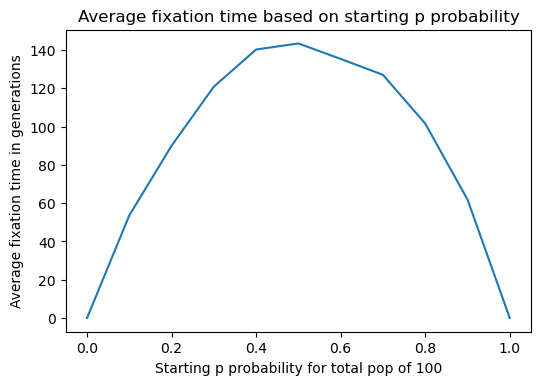 Average fixation time based on starting p probability
Average fixation time in generations
140
120
100
80
60
40
20
0
0.0 0.2 0.4 0.6 0.8 1.0
Starting p probability for total pop of 100